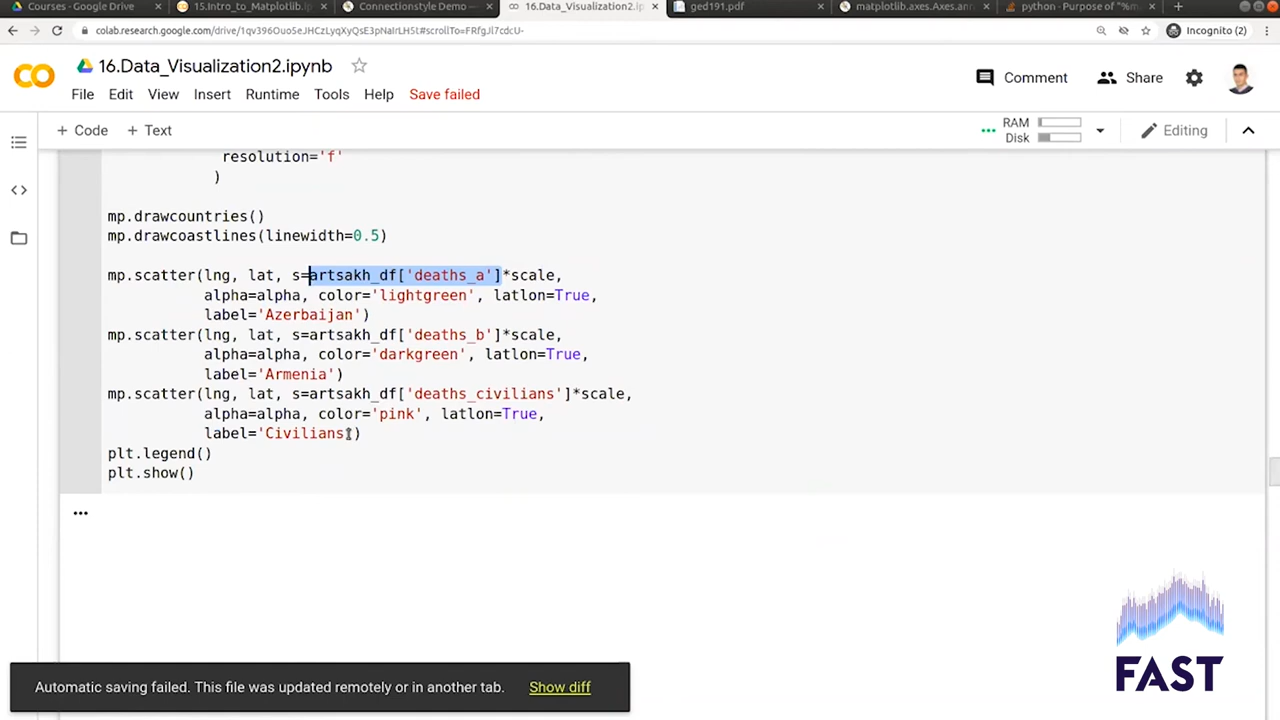 Courses - Google Drive
15.Intro_to_Matplotlib.ip
Connectionstyle Demo —
16.Data_Visualization2.ip
ged191.pdf
matplotlib.axes.Axes.ann
python - Purpose of "%m
colab.research.google.com/drive/1qv396Ouo5eJHCzLyqXyQsE3pNaIrLH5t#scrollTo=FRfgJl7cdcU-
Incognito (2)
16.Data_Visualization2.ipynb
Comment
Share
File Edit View Insert Runtime Tools Help Save failed
+ Code + Text
RAM
Disk
Editing
resolution='f'
)
mp.drawcountries()
mp.drawcoastlines(linewidth=0.5)
mp.scatter(lng, lat, s=artsakh_df['deaths_a']*scale,
alpha=alpha, color='lightgreen', latlon=True,
label='Azerbaijan')
mp.scatter(lng, lat, s=artsakh_df['deaths_b']*scale,
alpha=alpha, color='darkgreen', latlon=True,
label='Armenia')
mp.scatter(lng, lat, s=artsakh_df['deaths_civilians']*scale,
alpha=alpha, color='pink', latlon=True,
label='Civilians')
plt.legend()
plt.show()
...
Automatic saving failed. This file was updated remotely or in another tab. Show diff
FAST